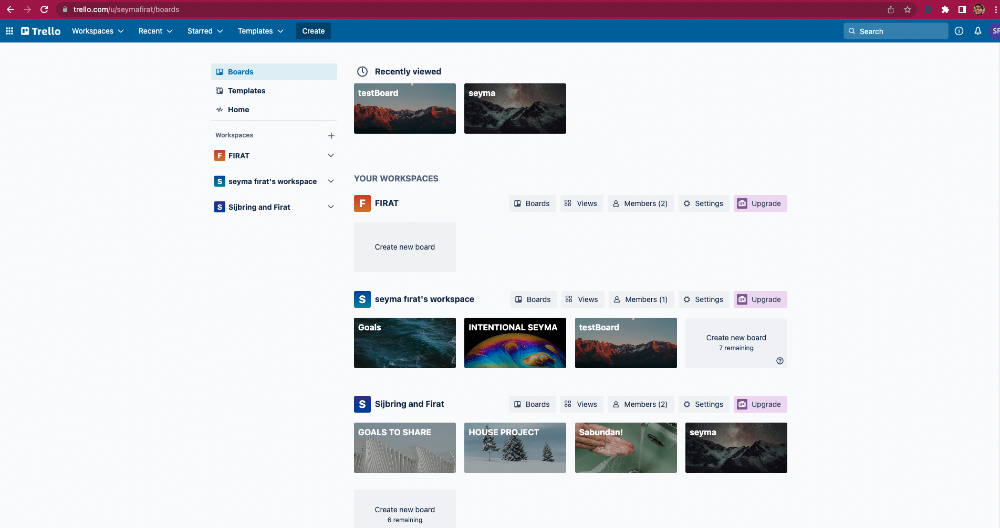 trello.com/u/seymafirat/boards
Trello
Workspaces
Recent
Starred
Templates
Create
Search
SF
Boards
Templates
Home
Workspaces
F FIRAT
S seyma fırat's workspace
S Sijbring and Firat
Recently viewed
testBoard
seyma
YOUR WORKSPACES
F FIRAT
Boards
Views
Members (2)
Settings
Upgrade
Create new board
S seyma fırat's workspace
Boards
Views
Members (1)
Settings
Upgrade
Goals
INTENTIONAL SEYMA
testBoard
Create new board
7 remaining
S Sijbring and Firat
Boards
Views
Members (2)
Settings
Upgrade
GOALS TO SHARE
HOUSE PROJECT
Sabundan!
seyma
Create new board
6 remaining